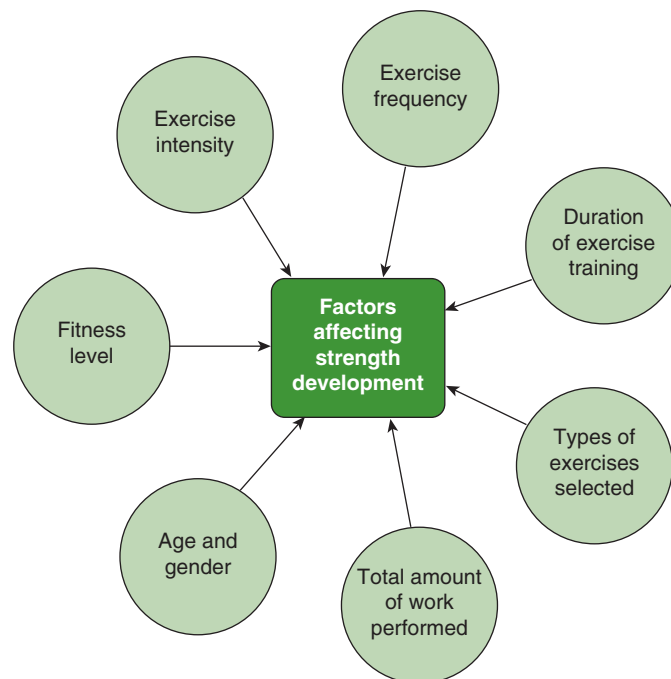 Exercise
frequency
Exercise
intensity
Duration
of exercise
training
Factors
affecting
strength
development
Fitness
level
Types of
exercises
selected
Age and
gender
Total amount
of work
performed